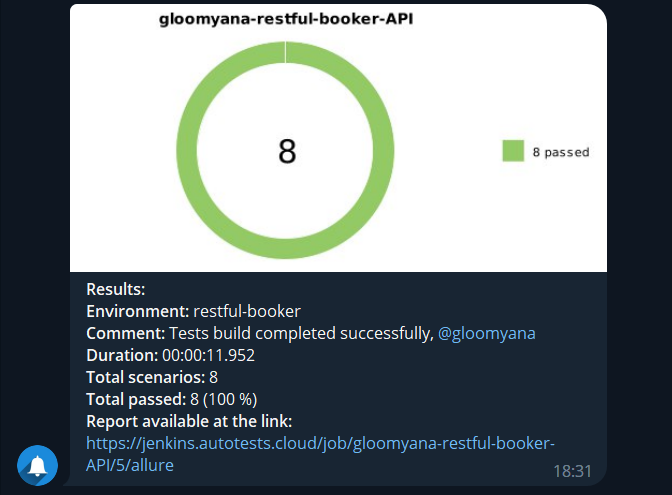 gloomyana-restful-booker-API
8
8 passed
Results:
Environment: restful-booker
Comment: Tests build completed successfully, @gloomyana
Duration: 00:00:11.952
Total scenarios: 8
Total passed: 8 (100 %)
Report available at the link:
https://jenkins.autotests.cloud/job/gloomyana-restful-booker-
API/5/allure
18:31